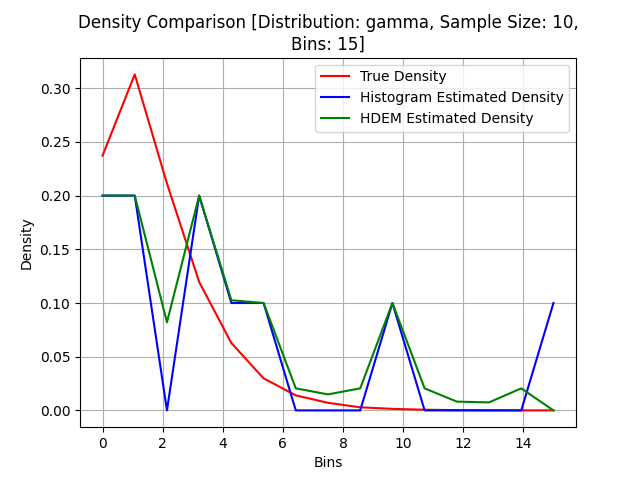 Density Comparison [Distribution: gamma, Sample Size: 10,
Bins: 15]
True Density
Histogram Estimated Density
HDEM Estimated Density
Density
0.30
0.25
0.20
0.15
0.10
0.05
0.00
0 2 4 6 8 10 12 14
Bins